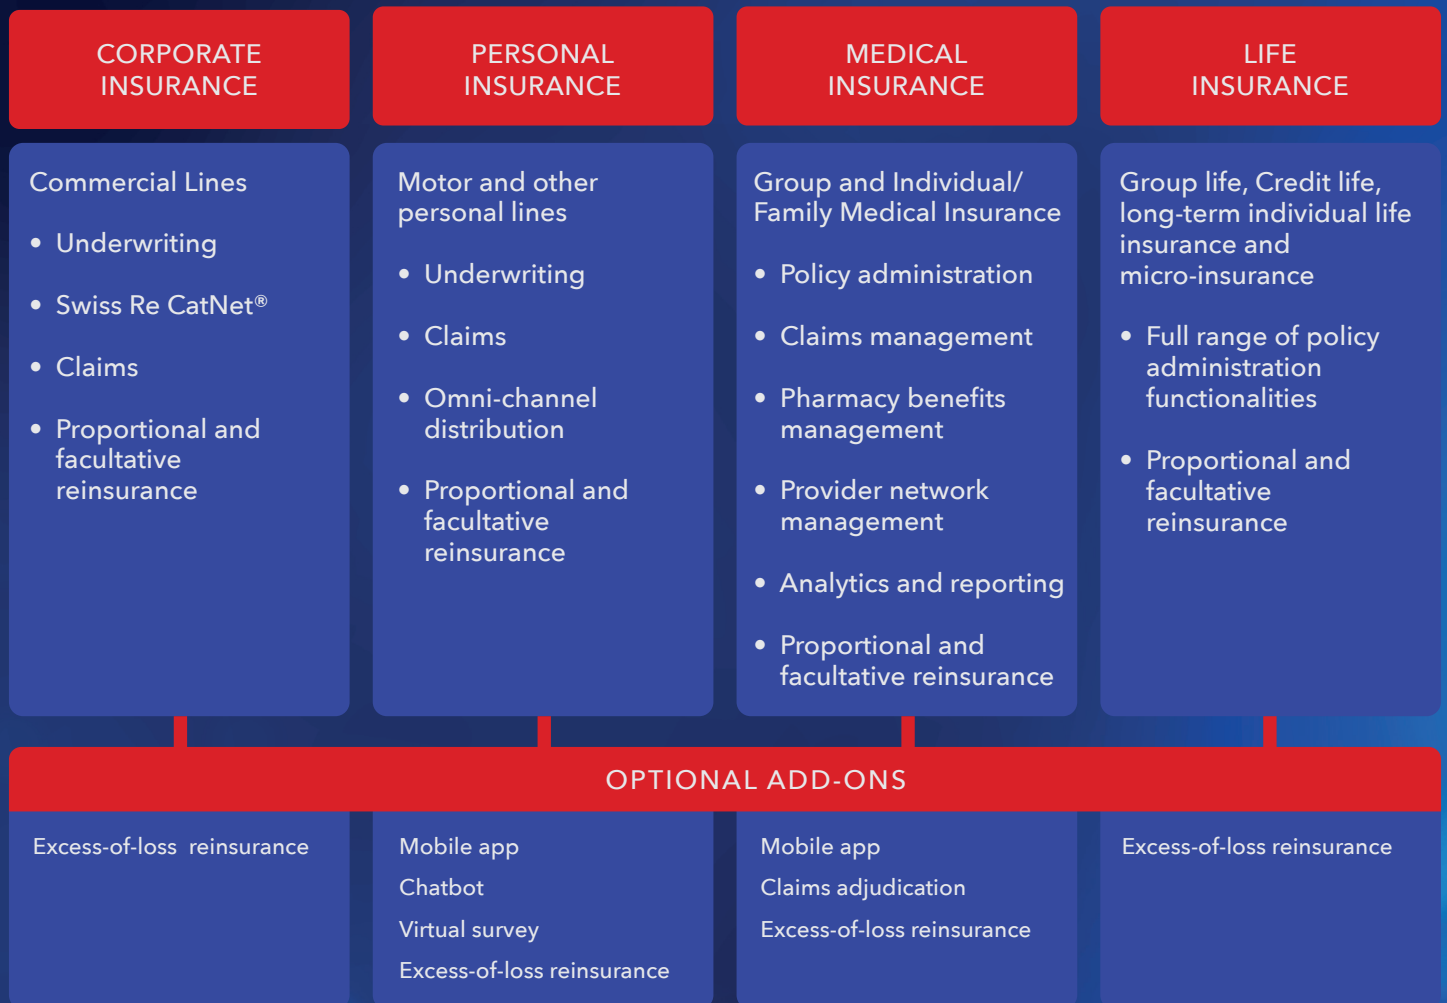 CORPORATE
INSURANCE
PERSONAL
INSURANCE
MEDICAL
INSURANCE
LIFE
INSURANCE
Commercial Lines
• Underwriting
• Swiss Re CatNet®
• Claims
• Proportional and
facultative
reinsurance
Motor and other
personal lines
• Underwriting
• Claims
• Omni-channel
distribution
• Proportional and
facultative
reinsurance
Group and Individual/
Family Medical Insurance
• Policy administration
• Claims management
• Pharmacy benefits
management
• Provider network
management
• Analytics and reporting
• Proportional and
facultative reinsurance
Group life, Credit life,
long-term individual life
insurance and
micro-insurance
• Full range of policy
administration
functionalities
• Proportional and
facultative
reinsurance
OPTIONAL ADD-ONS
Excess-of-loss reinsurance
Mobile app
Chatbot
Virtual survey
Excess-of-loss reinsurance
Mobile app
Claims adjudication
Excess-of-loss reinsurance
Excess-of-loss reinsurance